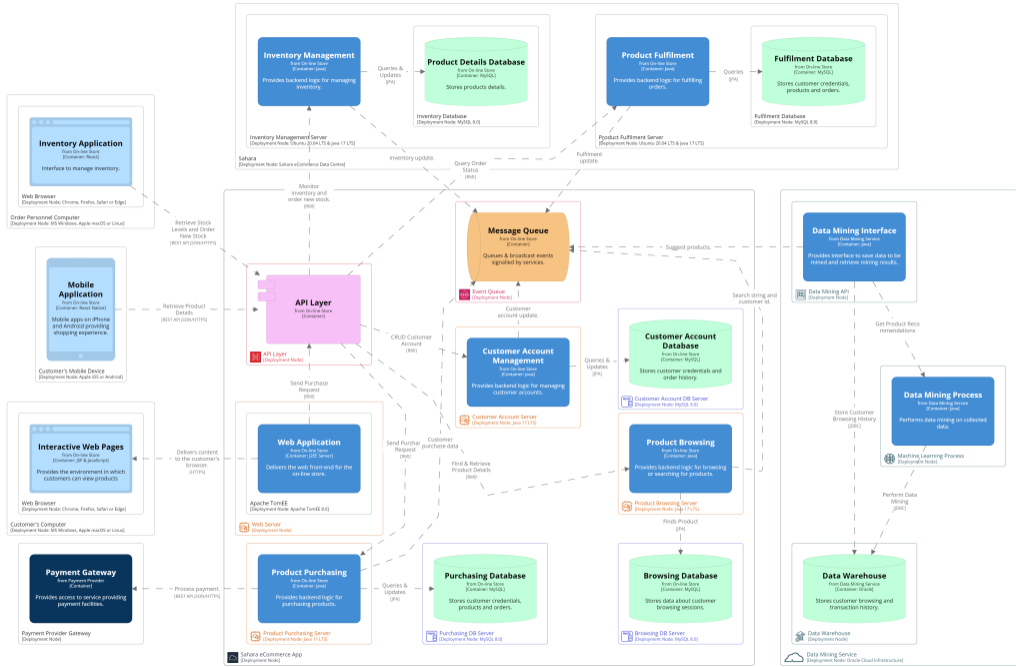 Inventory Management
from On-line Store
[Container: Java]
Provides backend logic for managing
inventory.
Queries &
Updates
[JPA]
Product Details Database
from On-line Store
[Container: MySQL]
Stores products details.
Inventory Database
[Deployment Node: MySQL 8.0]
Inventory Management Server
[Deployment Node: Ubuntu 20.04 LTS & Java 17 LTS]
Product Fulfilment
from On-line Store
[Container: Java]
Provides backend logic for fulfilling
orders.
Queries
[JPA]
Fulfilment Database
from On-line Store
[Container: MySQL]
Stores customer credentials,
products and orders.
Fulfilment Database
[Deployment Node: MySQL 8.0]
Product Fulfilment Server
[Deployment Node: Ubuntu 20.04 LTS & Java 17 LTS]
Sahara
[Deployment Node: Sahara eCommerce Data Centre]
Inventory Application
from On-line Store
[Container: React]
Interface to manage inventory.
Web Browser
[Deployment Node: Chrome, Firefox, Safari or Edge]
Order Personnel Computer
[Deployment Node: MS Windows, Apple macOS or Linux]
Inventory update.
Query Order
Status
[RMI]
Fulfilment
update.
Monitor
inventory and
order new stock.
[RMI]
Retrieve Stock
Levels and Order
New Stock
[REST API JSON/HTTPS]
Mobile
Application
from On-line Store
[Container: React Native]
Mobile apps on iPhone
and Android providing
shopping experience.
Customer's Mobile Device
[Deployment Node: Apple iOS or Android]
Retrieve Product
Details
[REST API JSON/HTTPS]
API Layer
from On-line Store
[Container]
API Layer
[Deployment Node]
Message Queue
from On-line Store
[Container]
Queues & broadcast events
signalled by services.
Event Queue
[Deployment Node]
Suggest products.
Search string and
customer id.
Data Mining Interface
from Data Mining Service
[Container: Java]
Provides interface to save data to be
mined and retrieve mining results.
Data Mining API
[Deployment Node]
Get Product Reco
mmendations
Customer
account update.
CRUD Customer
Account
[RMI]
Customer Account
Management
from On-line Store
[Container: Java]
Provides backend logic for managing
customer accounts.
Customer Account Server
[Deployment Node: Java 17 LTS]
Queries &
Updates
[JPA]
Customer Account
Database
from On-line Store
[Container: MySQL]
Stores customer credentials and
order history.
Customer Account DB Server
[Deployment Node: MySQL 8.0]
Send Purchase
Request
[RMI]
Store Customer
Browsing History
[JDBC]
Data Mining Process
from Data Mining Service
[Container: Java]
Performs data mining on collected
data.
Machine Learning Process
[Deployment Node]
Interactive Web Pages
from On-line Store
[Container: JSP & JavaScript]
Provides the environment in which
customers can view products
Web Browser
[Deployment Node: Chrome, Firefox, Safari or Edge]
Customer's Computer
[Deployment Node: MS Windows, Apple macOS or Linux]
Delivers content
to the customer's
browser.
[HTTPS]
Web Application
from On-line Store
[Container: J2EE Server]
Delivers the web front-end for the
on-line store.
Apache TomEE
[Deployment Node: Apache TomEE 8.0]
Web Server
[Deployment Node]
Send Purchar
Request
[RMI]
Customer
purchase data
Find & Retrieve
Product Details
[RMI]
Product Browsing
from On-line Store
[Container: Java]
Provides backend logic for browsing
or searching for products.
Product Browsing Server
[Deployment Node: Java 17 LTS]
Finds Product
[JPA]
Perform Data
Mining
[JDBC]
Payment Gateway
from Payment Provider
[Container]
Provides access to service providing
payment facilities.
Payment Provider Gateway
[Deployment Node]
Process payment.
[REST API JSON/HTTPS]
Product Purchasing
from On-line Store
[Container: Java]
Provides backend logic for
purchasing products.
Product Purchasing Server
[Deployment Node: Java 17 LTS]
Queries &
Updates
[JPA]
Purchasing Database
from On-line Store
[Container: MySQL]
Stores customer credentials,
products and orders.
Purchasing DB Server
[Deployment Node: MySQL 8.0]
Browsing Database
from On-line Store
[Container: MySQL]
Stores data about customer
browsing sessions.
Browsing DB Server
[Deployment Node: MySQL 8.0]
Data Warehouse
from Data Mining Service
[Container: Oracle]
Stores customer browsing and
transaction history.
Data Warehouse
[Deployment Node]
Sahara eCommerce App
[Deployment Node]
Data Mining Service
[Deployment Node: Oracle Cloud Infrastructure]